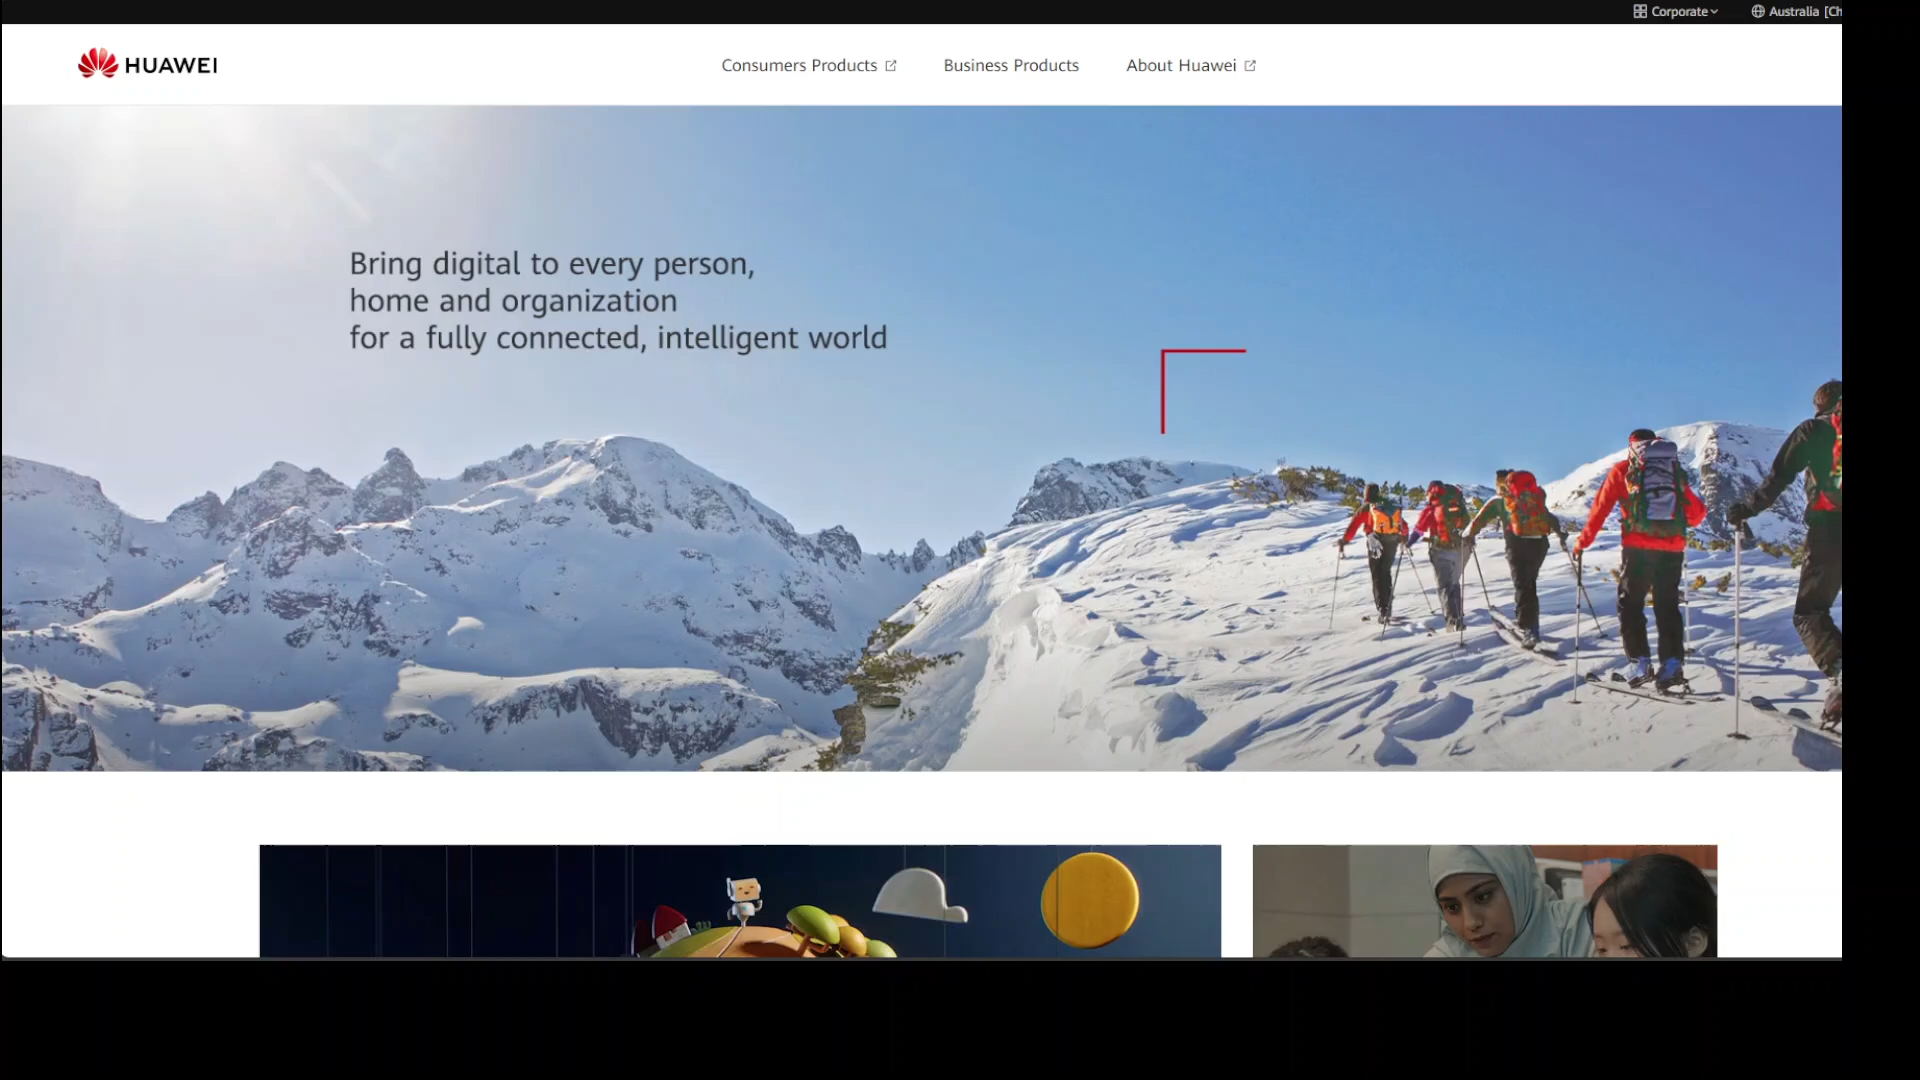 Corporate
Australia [Ch
HUAWEI
Consumers Products
Business Products
About Huawei
Bring digital to every person,
home and organization
for a fully connected, intelligent world